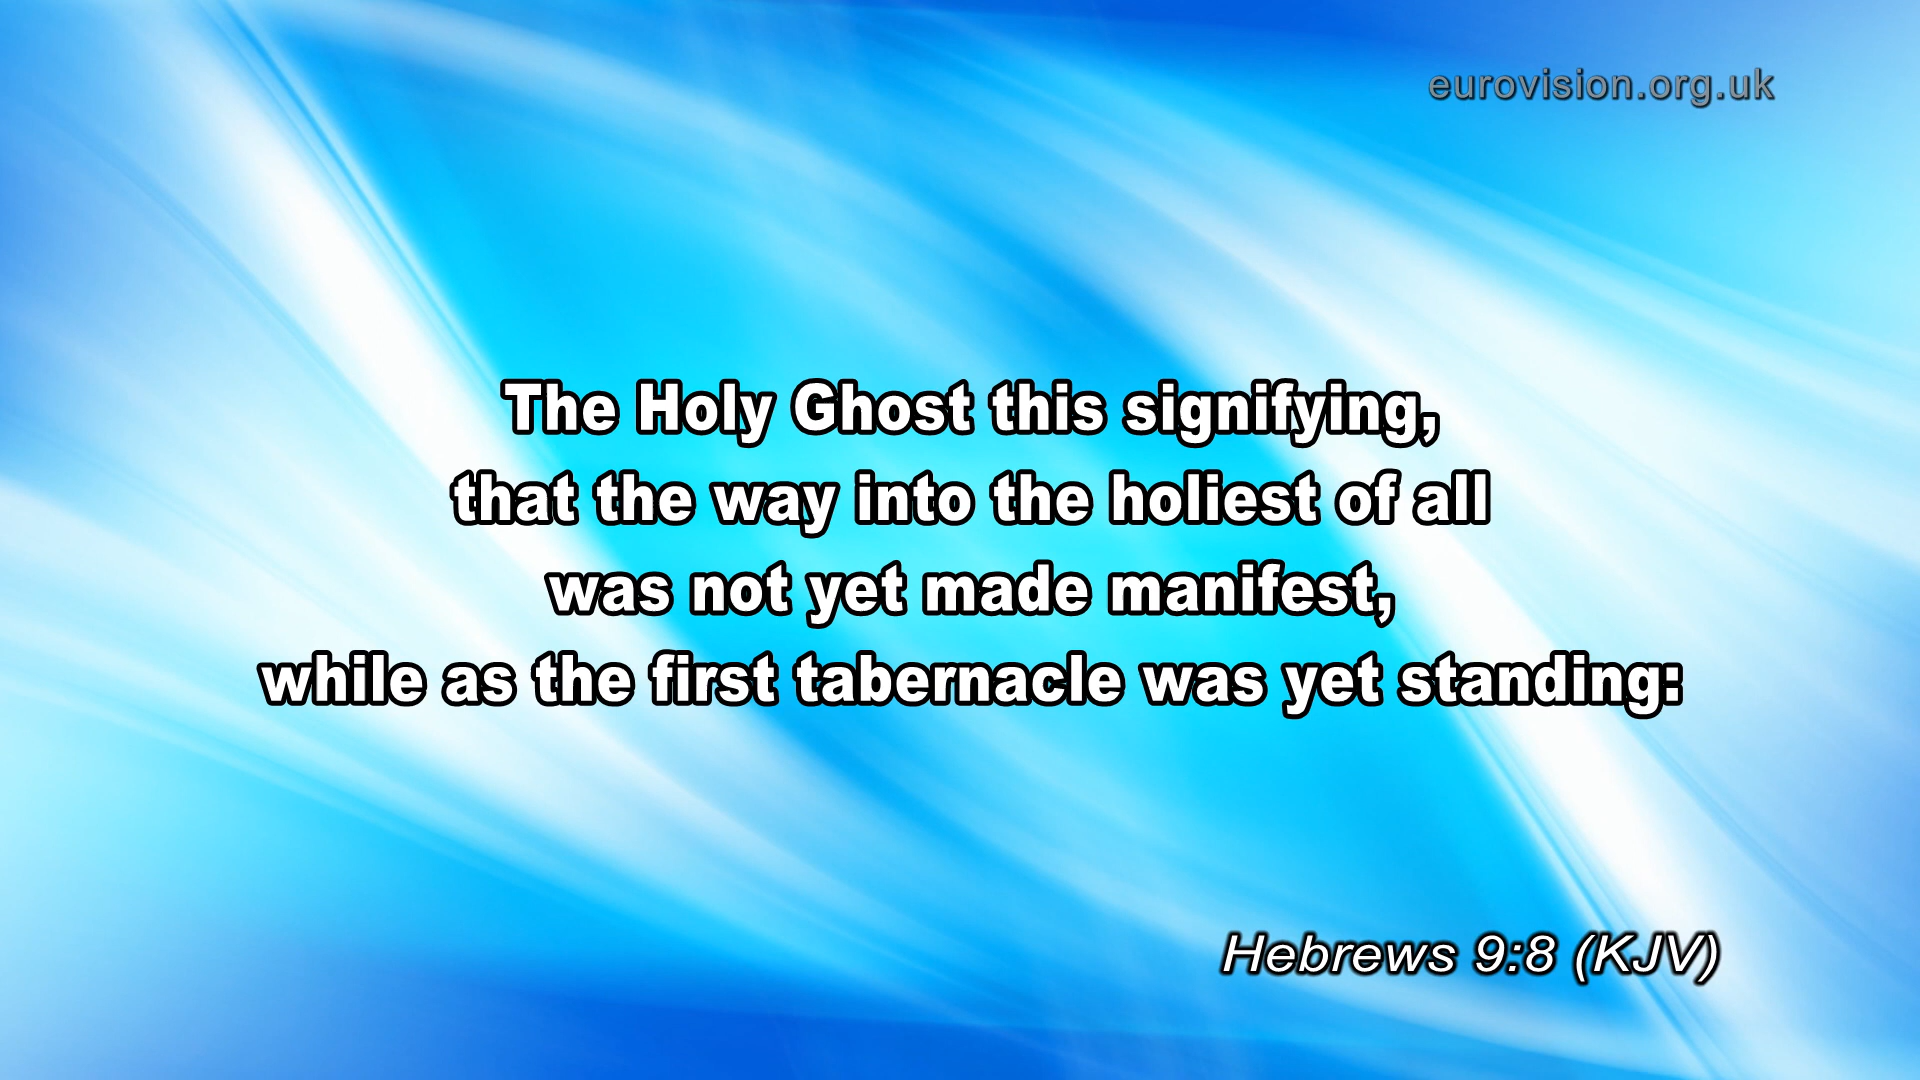 eurovision.org.uk
The Holy Ghost this signifying,
that the way into the holiest of all
was not yet made manifest,
while as the first tabernacle was yet standing:
Hebrews 9:8 (KJV)